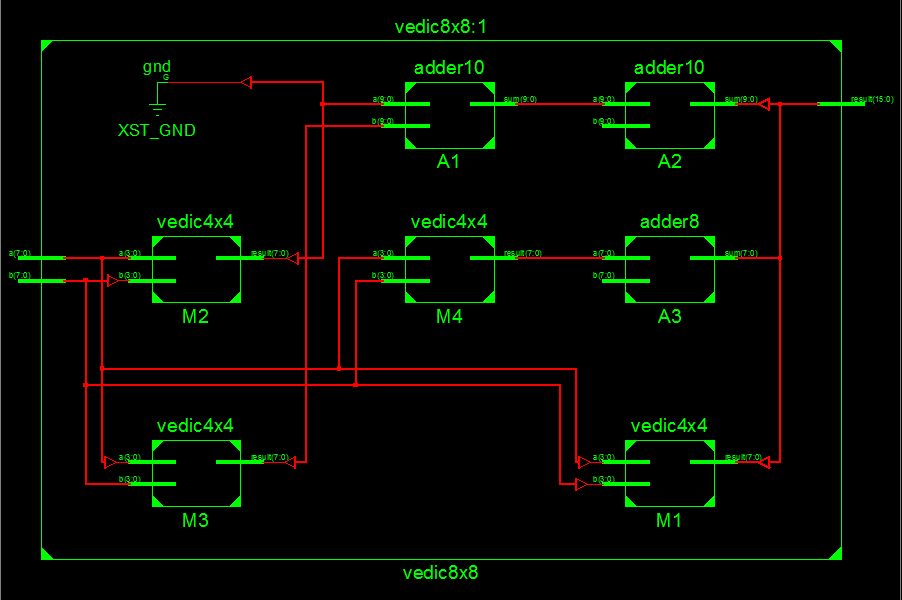 vedic8x8:1
gnd
G
XST_GND
adder10
a(9:0)
b(9:0)
sum(9:0)
A1
adder10
a(9:0)
b(9:0)
sum(9:0)
A2
result(15:0)
a(7:0)
b(7:0)
vedic4x4
a(3:0)
b(3:0)
result(7:0)
M2
vedic4x4
a(3:0)
b(3:0)
result(7:0)
M4
adder8
a(7:0)
b(7:0)
sum(7:0)
A3
vedic4x4
a(3:0)
b(3:0)
result(7:0)
M3
vedic4x4
a(3:0)
b(3:0)
result(7:0)
M1
vedic8x8